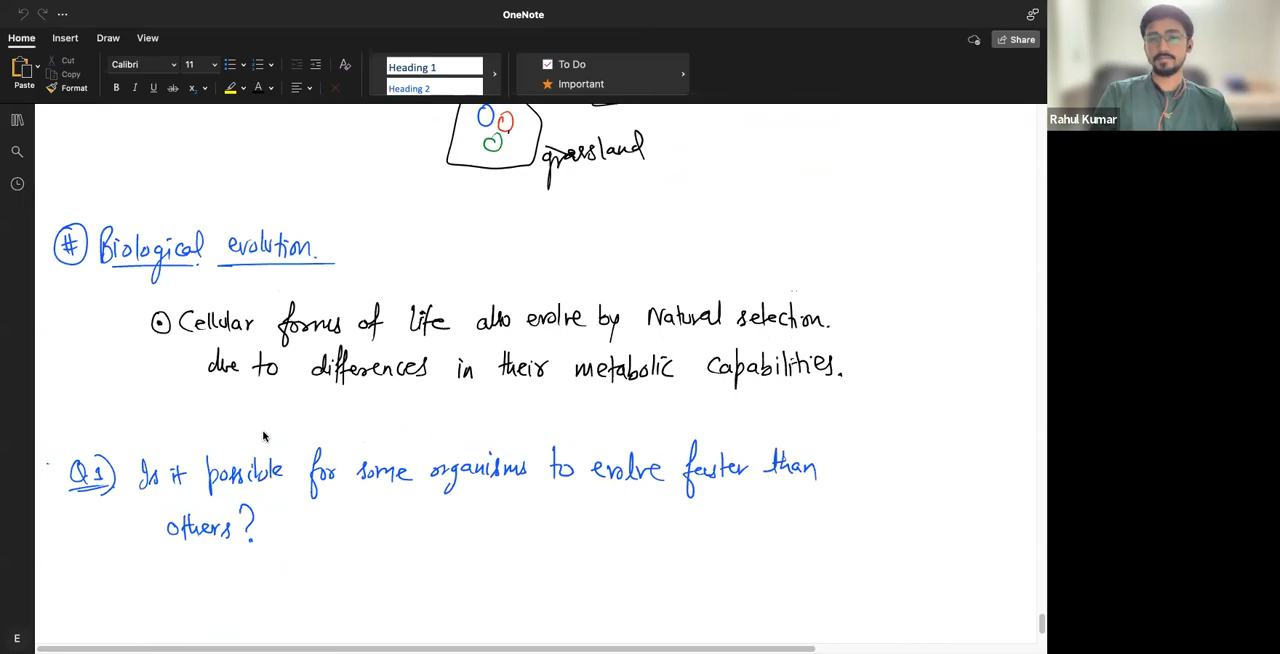 OneNote
Home Insert Draw View
Share
Paste
Cut
Copy
Format
Calibri 11
B I U ab x A
Heading 1
Heading 2
To Do
Important
Rahul Kumar
grassland
# Biological evolution.
Cellular forms of life also evolve by Natural selection.
due to differences in their metabolic capabilities.
Q1) Is it possible for some organisms to evolve faster than
others?
E